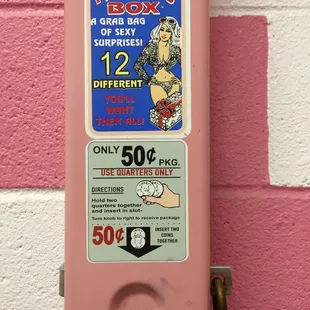 BOX
A GRAB BAG
OF SEXY
SURPRISES!
12
DIFFERENT
YOU'LL
WANT
THEM ALL!
ONLY 50¢ PKG.
USE QUARTERS ONLY
DIRECTIONS
Hold two
quarters together
and insert in slot-
Turn knob to right to receive package
50¢ INSERT TWO
COINS
TOGETHER